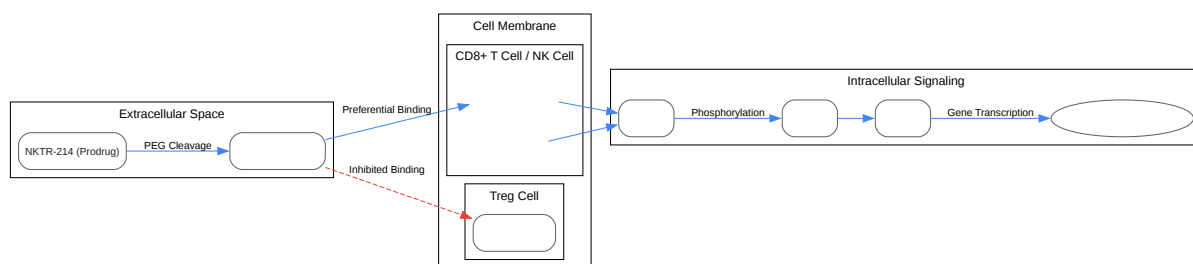 Cell Membrane
CD8+ T Cell / NK Cell
Intracellular Signaling
Extracellular Space
Preferential Binding
Phosphorylation
Gene Transcription
NKTR-214 (Prodrug)
PEG Cleavage
Inhibited Binding
Treg Cell